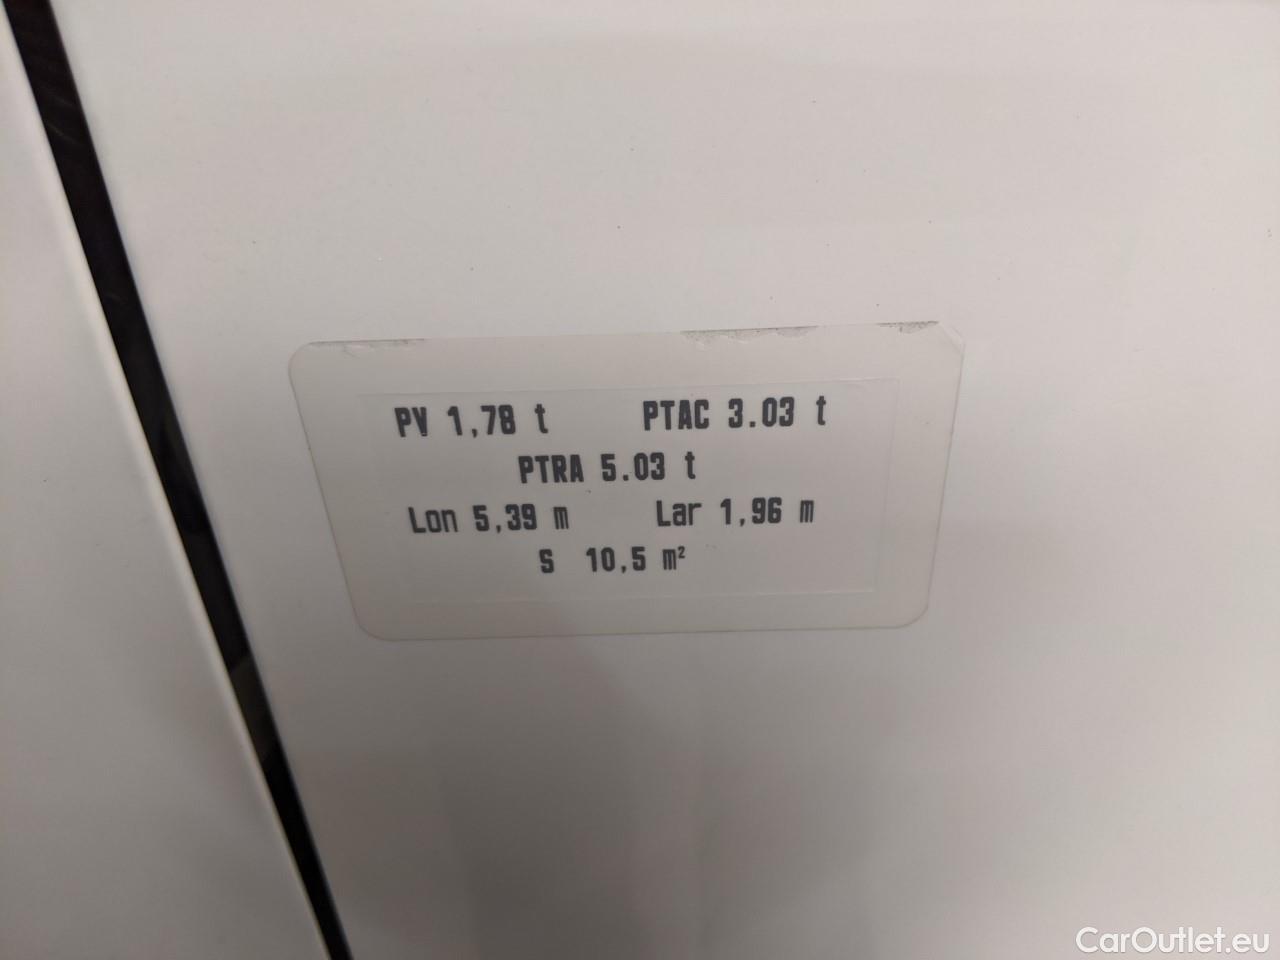 PV 1,78 t PTAC 3.03 t
PTRA 5.03 t
Lon 5,39 m Lar 1,96 m
S 10,5 m²
CarOutlet.eu